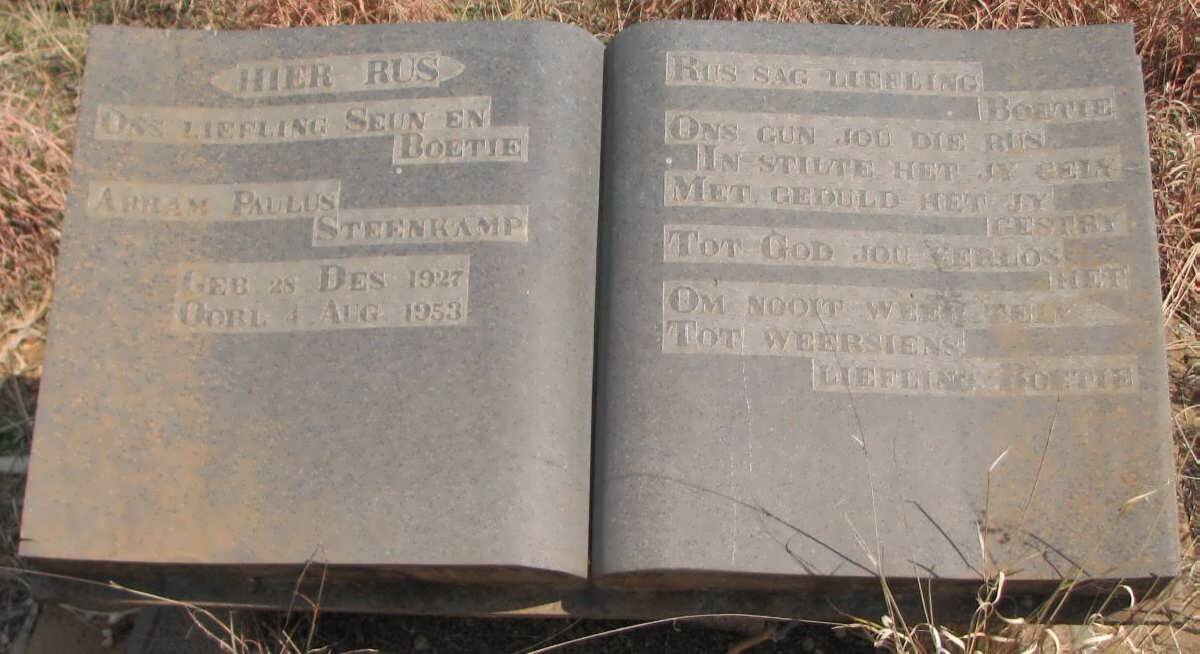 HIER RUS
ONS LIEFLING SEUN EN
BOETIE
ABRAM PAULUS
STEENKAMP
GEB 28 DES 1927
OORL 4 AUG 1953
RUS SAG LIEFLING
BOETIE
ONS GUN JOU DIE RUS
IN STILTE HET JY GELY
MET GEDULD HET JY
GESTRY
TOT GOD JOU VERLOS
HET
OM NOOIT WEER
TOT WEERSIENS
LIEFLING BOETIE